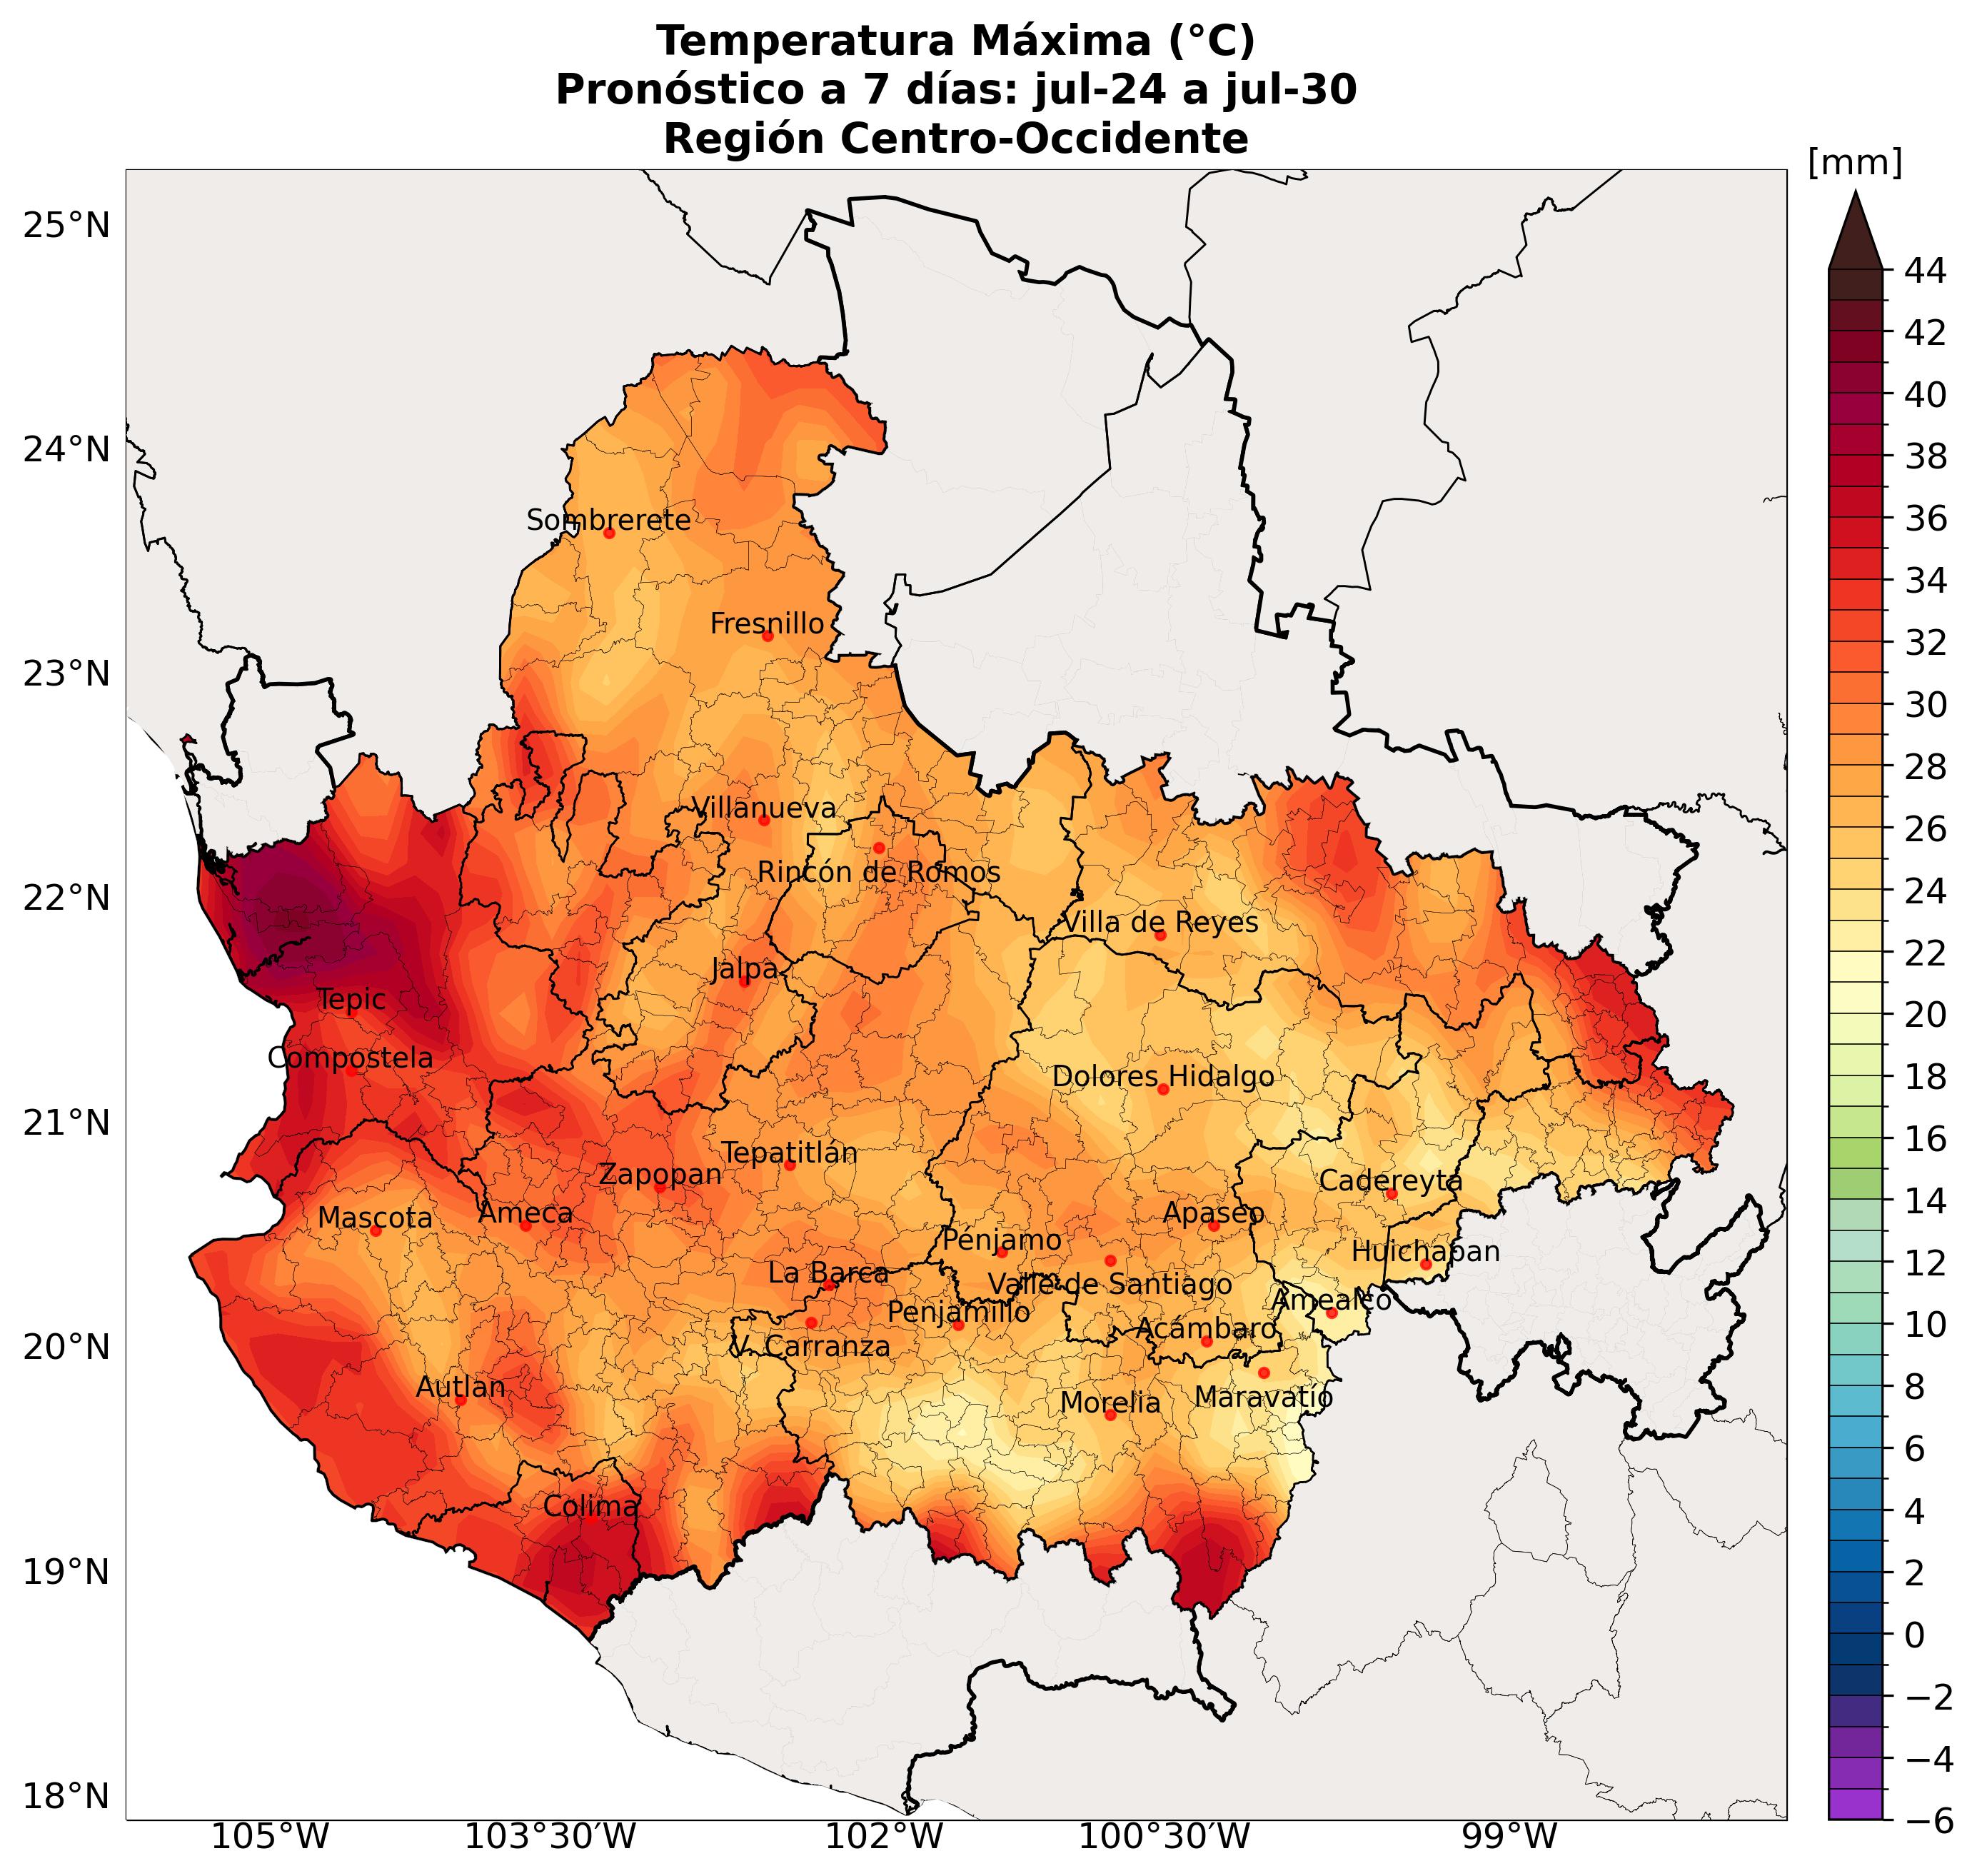 Temperatura Máxima (°C)
Pronóstico a 7 días: jul-24 a jul-30
Región Centro-Occidente
[mm]
25°N
24°N
23°N
22°N
21°N
20°N
19°N
18°N
Sombrerete
Fresnillo
Villanueva
Rincón de Romos
Villa de Reyes
Jalpa
Tepic
Compostela
Dolores Hidalgo
Tepatitlán
Zapopan
Cadereyta
Mascota
Ameca
Apaseo
Pénjamo
Huichapan
La Barca
Valle de Santiago
Penjamillo
Amealco
Acámbaro
V. Carranza
Autlan
Morelia
Maravatío
Colima
105°W
103°30′W
102°W
100°30′W
99°W
44
42
40
38
36
34
32
30
28
26
24
22
20
18
16
14
12
10
8
6
4
2
0
−2
−4
−6